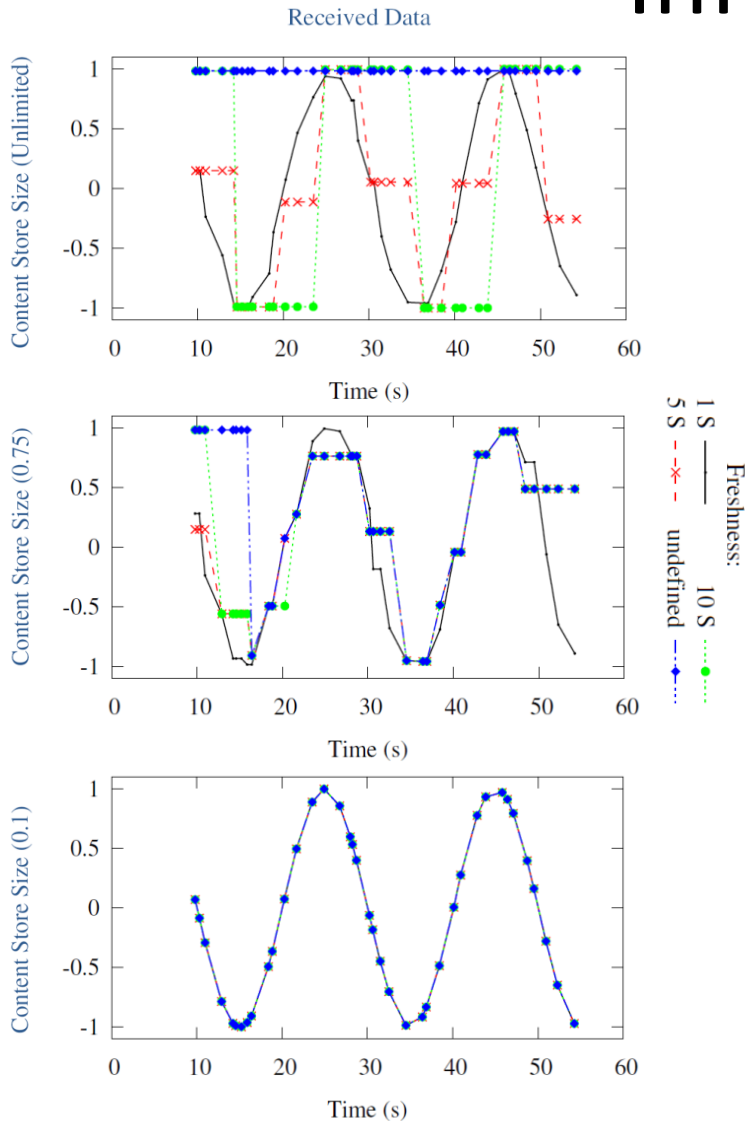 Received Data
Content Store Size (Unlimited)
1
0.5
0
-0.5
-1
0 10 20 30 40 50 60
Time (s)
Content Store Size (0.75)
1
0.5
0
-0.5
-1
0 10 20 30 40 50 60
Time (s)
Freshness:
1 S 10 S
5 S undefined
Content Store Size (0.1)
1
0.5
0
-0.5
-1
0 10 20 30 40 50 60
Time (s)